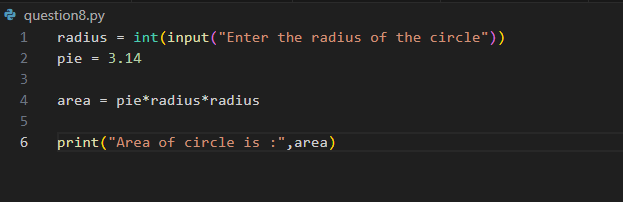 question8.py
1 radius = int(input("Enter the radius of the circle"))
2 pie = 3.14
3
4 area = pie*radius*radius
5
6 print("Area of circle is :",area)